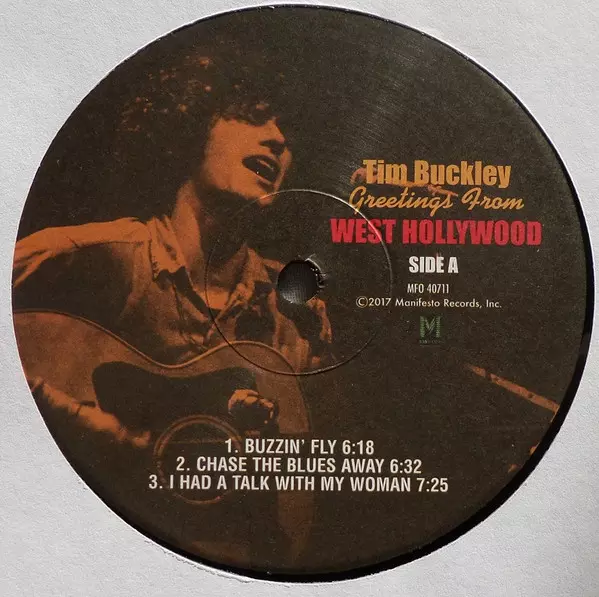 Tim Buckley
Greetings From
WEST HOLLYWOOD
SIDE A
MFO 40711
©2017 Manifesto Records, Inc.
M
1. BUZZIN' FLY 6:18
2. CHASE THE BLUES AWAY 6:32
3. I HAD A TALK WITH MY WOMAN 7:25